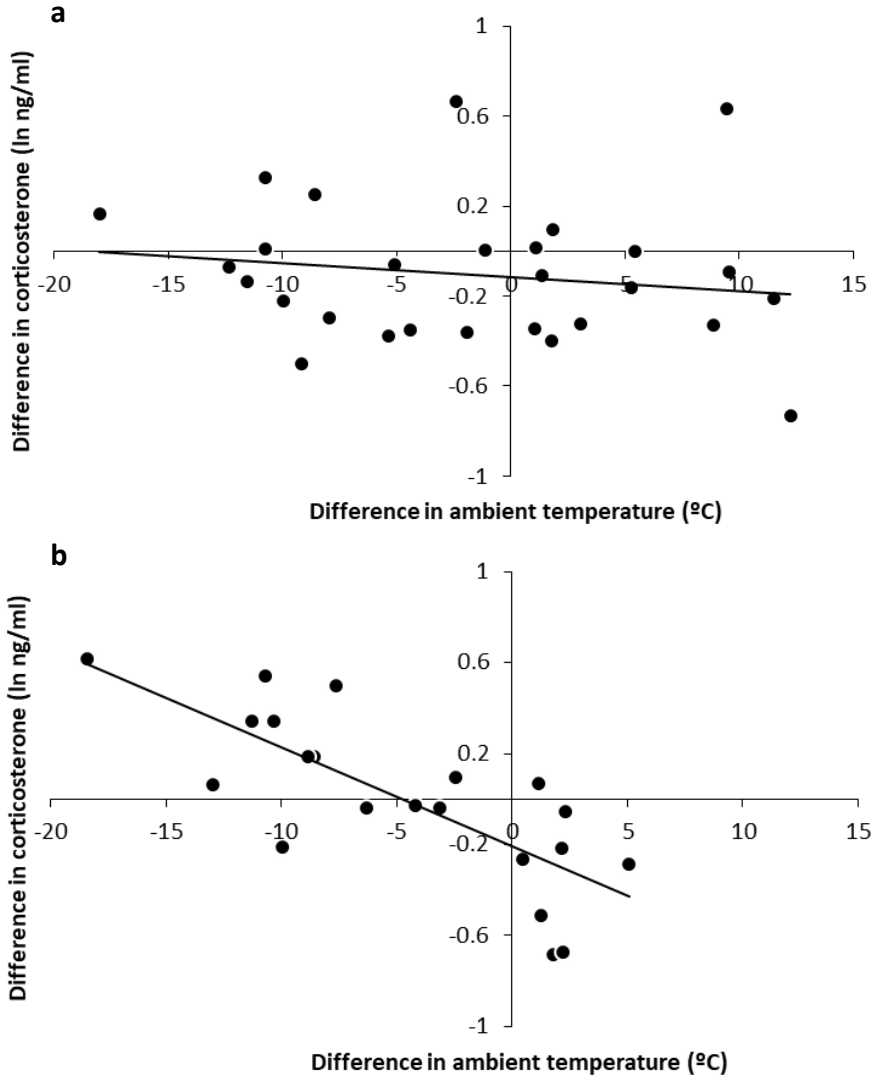 a
Difference in corticosterone (ln ng/ml)
1
0.6
0.2
-20 -15 -10 -5 0 5 10 15
-0.2
-0.6
-1
Difference in ambient temperature (ºC)
b
Difference in corticosterone (ln ng/ml)
1
0.6
0.2
-20 -15 -10 -5 0 5 10 15
-0.2
-0.6
-1
Difference in ambient temperature (ºC)